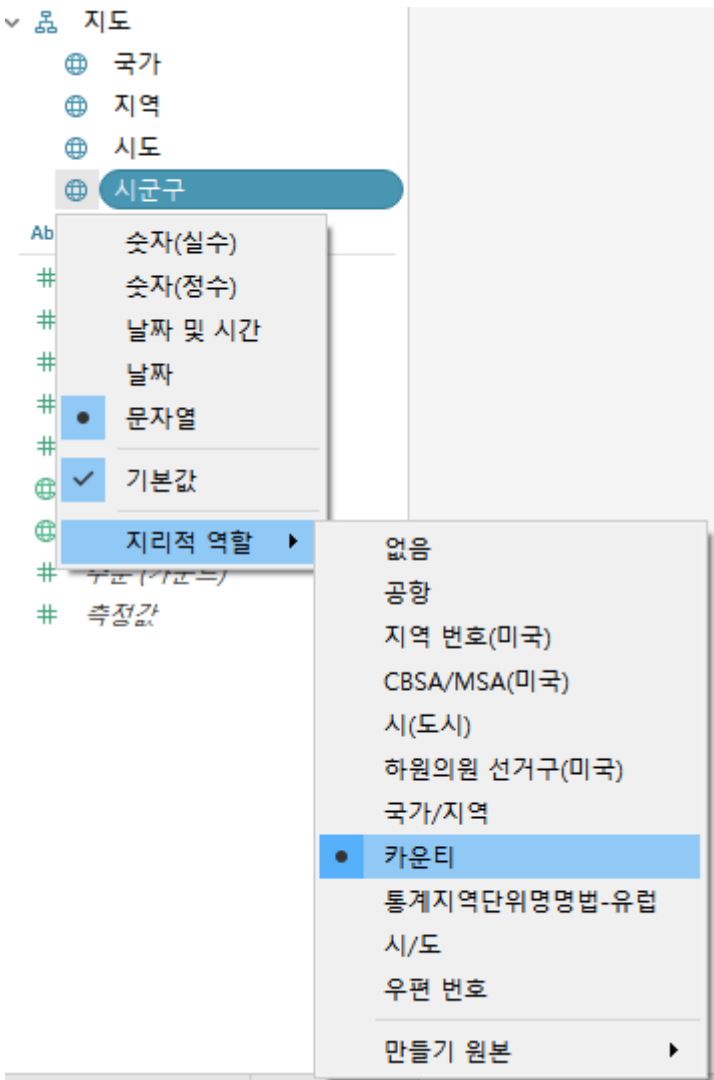 지도
국가
지역
시도
시군구
Ab
숫자(실수)
숫자(정수)
날짜 및 시간
날짜
문자열
기본값
지리적 역할
측정값
없음
공항
지역 번호(미국)
CBSA/MSA(미국)
시(도시)
하원의원 선거구(미국)
국가/지역
카운티
통계지역단위명명법-유럽
시/도
우편 번호
만들기 원본